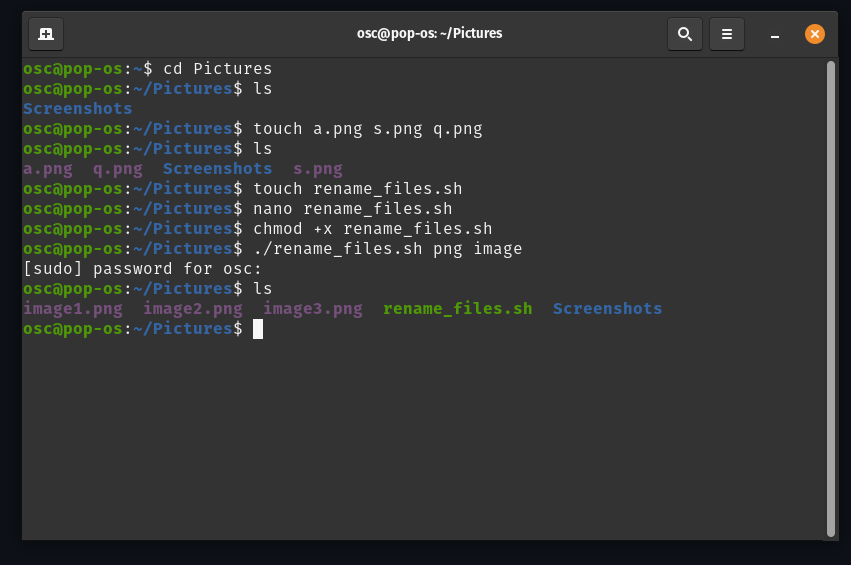 osc@pop-os: ~/Pictures
osc@pop-os:~$ cd Pictures
osc@pop-os:~/Pictures$ ls
Screenshots
osc@pop-os:~/Pictures$ touch a.png s.png q.png
osc@pop-os:~/Pictures$ ls
a.png  q.png  Screenshots  s.png
osc@pop-os:~/Pictures$ touch rename_files.sh
osc@pop-os:~/Pictures$ nano rename_files.sh
osc@pop-os:~/Pictures$ chmod +x rename_files.sh
osc@pop-os:~/Pictures$ ./rename_files.sh png image
[sudo] password for osc:
osc@pop-os:~/Pictures$ ls
image1.png  image2.png  image3.png  rename_files.sh  Screenshots
osc@pop-os:~/Pictures$